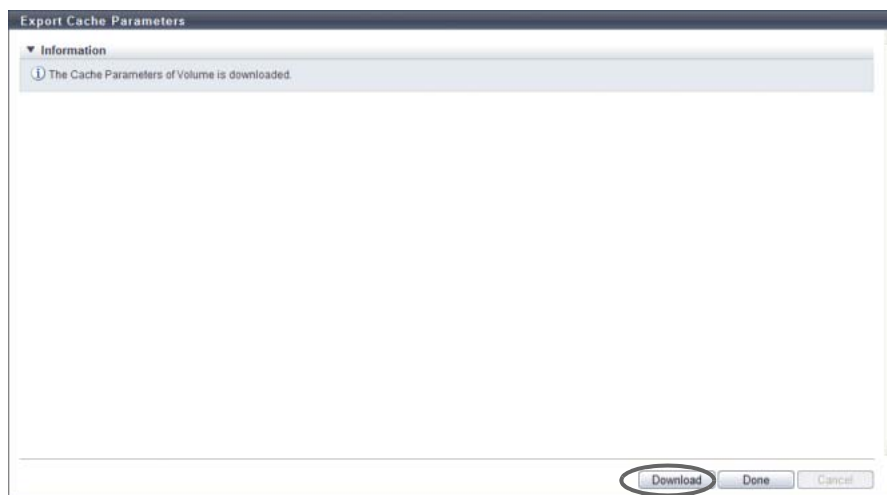 Export Cache Parameters
Information
The Cache Parameters of Volume is downloaded.
Download Done Cancel